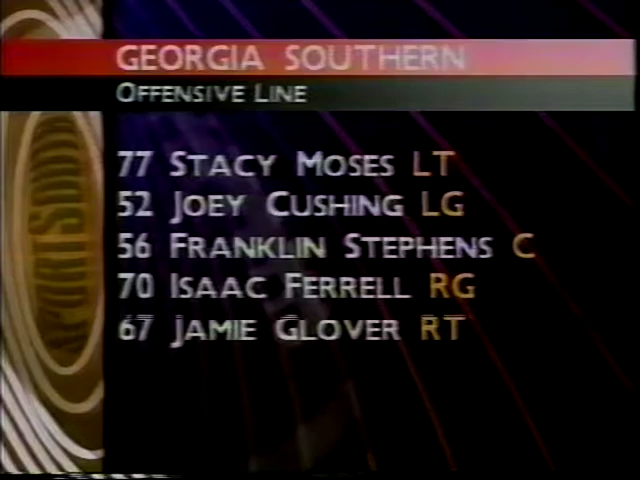 GEORGIA SOUTHERN
OFFENSIVE LINE
77 STACY MOSES LT
52 JOEY CUSHING LG
56 FRANKLIN STEPHENS C
70 ISAAC FERRELL RG
67 JAMIE GLOVER RT